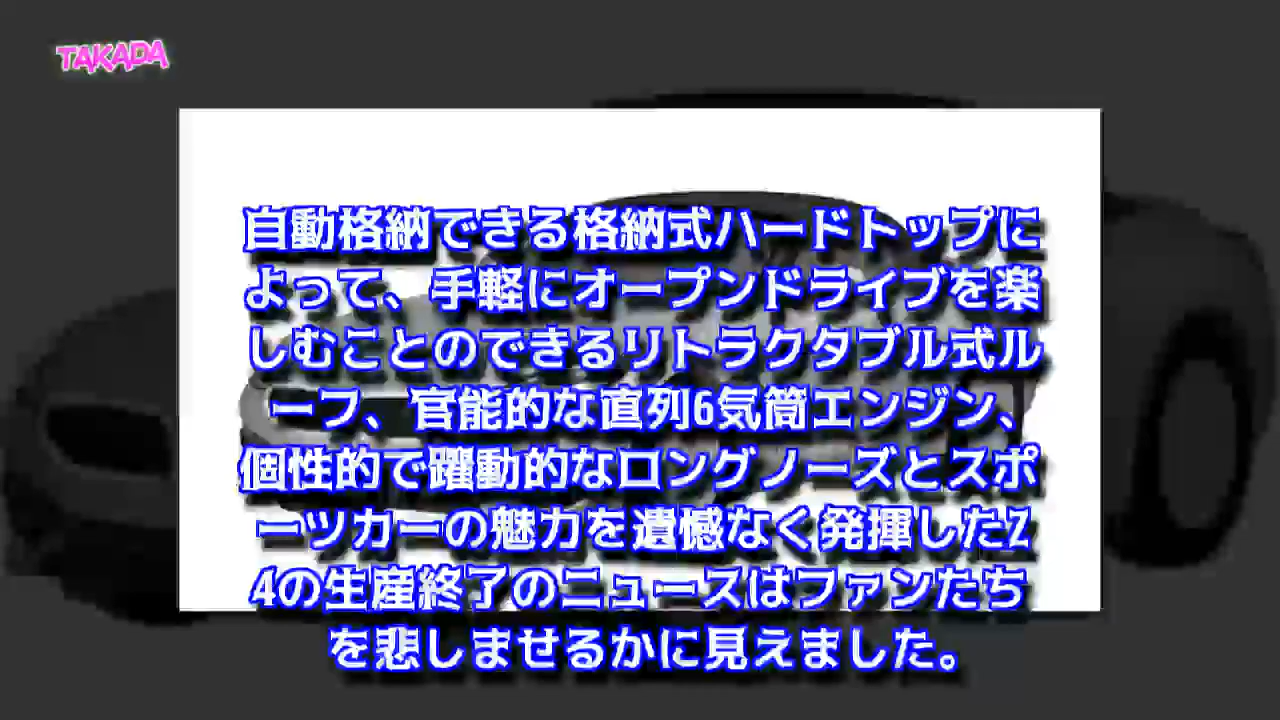 TAKADA
自動格納できる格納式ハードトップに
よって、手軽にオープンドライブを楽
しむことのできるリトラクタブル式ル
ーフ、官能的な直列6気筒エンジン、
個性的で躍動的なロングノーズとスポ
ーツカーの魅力を遺憾なく発揮したZ
4の生産終了のニュースはファンたち
を悲しませるかに見えました。